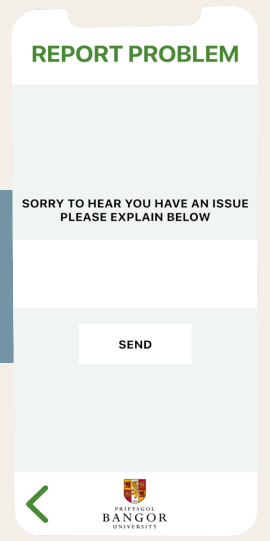 REPORT PROBLEM
SORRY TO HEAR YOU HAVE AN ISSUE
PLEASE EXPLAIN BELOW
SEND
PRIFYSGOL
BANGOR
UNIVERSITY